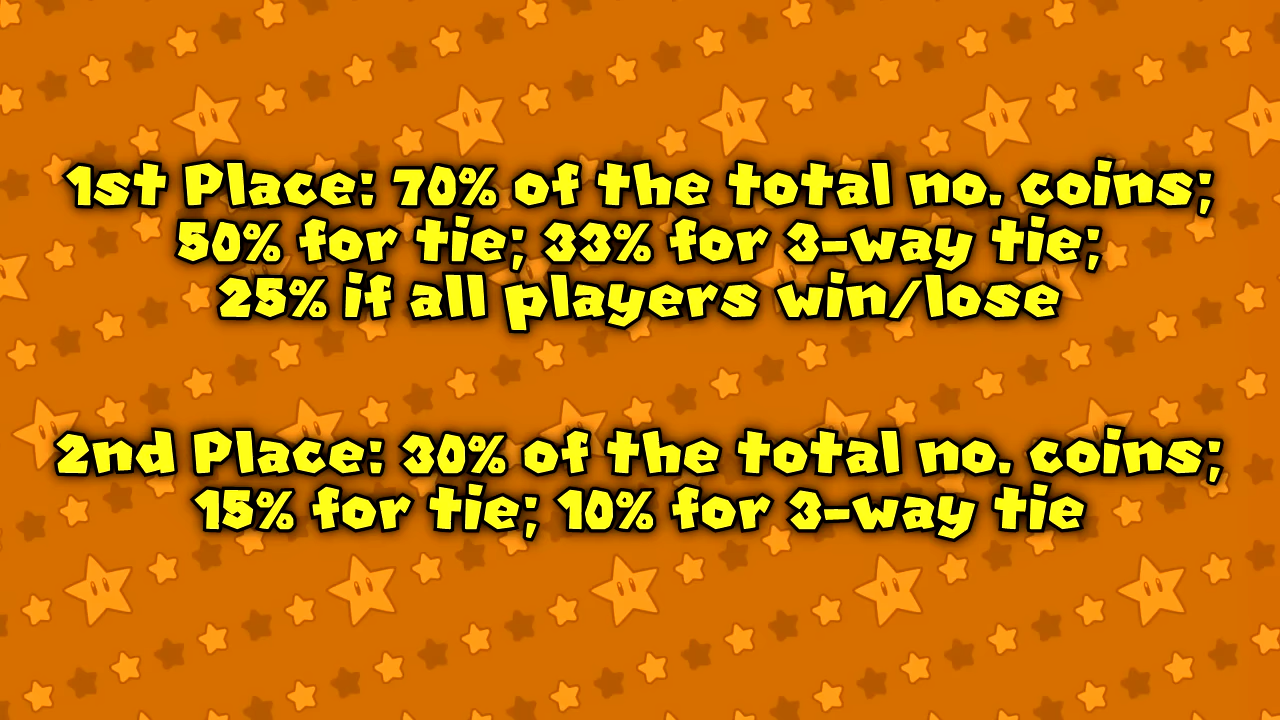 1st Place: 70% of the total no. coins;
50% for tie; 33% for 3-way tie;
25% if all players win/lose
2nd Place: 30% of the total no. coins;
15% for tie; 10% for 3-way tie